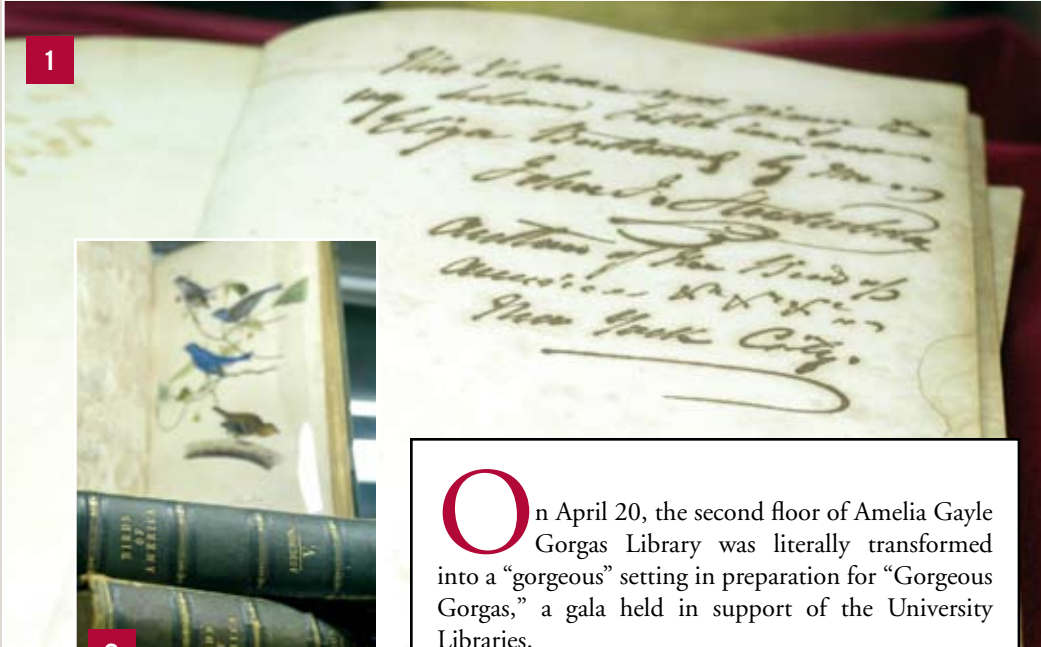 1
This Volume was given to
by
John J. Audubon
author of the Birds of
America
New York City.
BIRDS
OF
AMERICA
AUDUBON.
V.
On April 20, the second floor of Amelia Gayle
Gorgas Library was literally transformed
into a “gorgeous” setting in preparation for “Gorgeous
Gorgas,” a gala held in support of the University
Libraries.